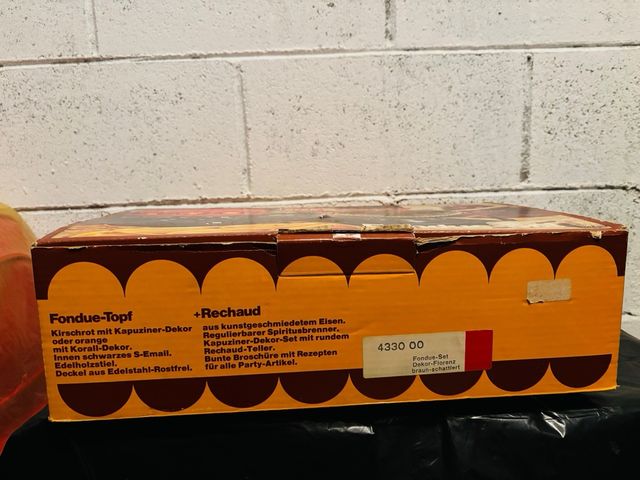 Fondue-Topf
Kirschrot mit Kapuziner-Dekor
oder orange
mit Korall-Dekor.
Innen schwarzes S-Email.
Edelholzstiel.
Deckel aus Edelstahl-Rostfrei.
+Rechaud
aus kunstgeschmiedetem Eisen.
Regulierbarer Spiritusbrenner.
Kapuziner-Dekor-Set mit rundem
Rechaud-Teller.
Bunte Broschüre mit Rezepten
für alle Party-Artikel.
4330 00
Fondue-Set
Dekor-Florenz
braun-schattiert